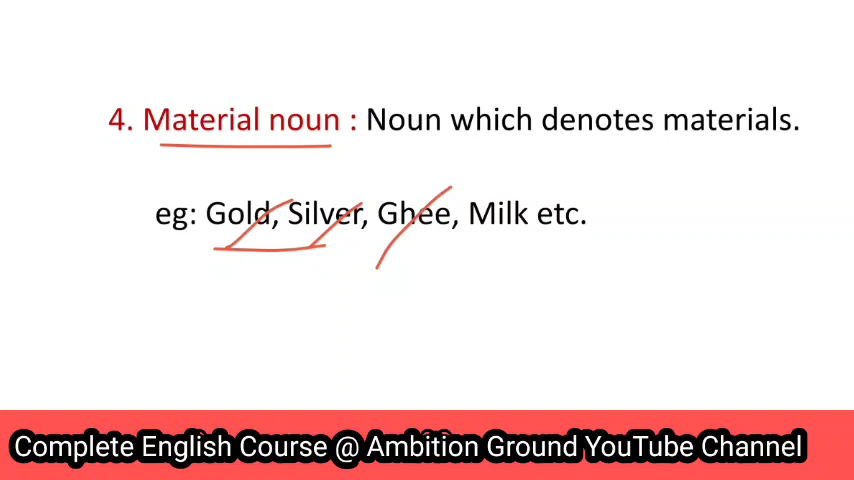 4. Material noun : Noun which denotes materials.
eg: Gold, Silver, Ghee, Milk etc.
Complete English Course @ Ambition Ground YouTube Channel